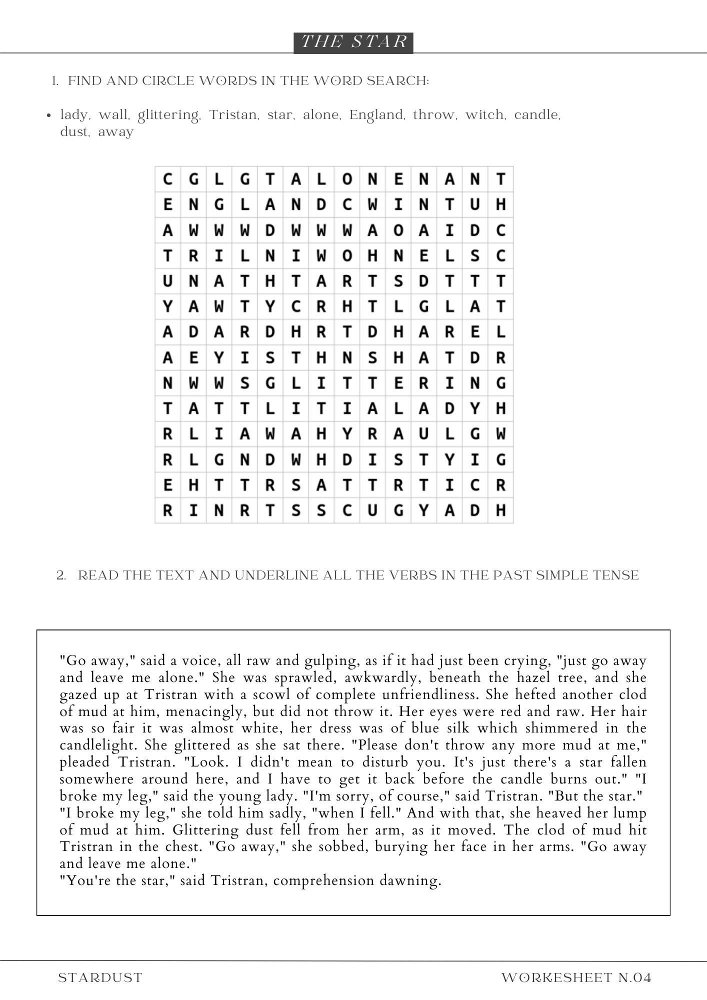 THE STAR
1. FIND AND CIRCLE WORDS IN THE WORD SEARCH:
• lady, wall, glittering, Tristan, star, alone, England, throw, witch, candle,
dust, away
C G L G T A L O N E N A N T
E N G L A N D C W I N T U H
A W W W D W W W A O A I D C
T R I L N I W O H N E L S C
U N A T H T A R T S D T T T
Y A W T Y C R H T L G L A T
A D A R D H R T D H A R E L
A E Y I S T H N S H A T D R
N W W S G L I T T E R I N G
T A T T L I T I A L A D Y H
R L I A W A H Y R A U L G W
R L G N D W H D I S T Y I G
E H T T R S A T T R T I C R
R I N R T S S C U G Y A D H
2. READ THE TEXT AND UNDERLINE ALL THE VERBS IN THE PAST SIMPLE TENSE
"Go away," said a voice, all raw and gulping, as if it had just been crying, "just go away
and leave me alone." She was sprawled, awkwardly, beneath the hazel tree, and she
gazed up at Tristran with a scowl of complete unfriendliness. She hefted another clod
of mud at him, menacingly, but did not throw it. Her eyes were red and raw. Her hair
was so fair it was almost white, her dress was of blue silk which shimmered in the
candlelight. She glittered as she sat there. "Please don't throw any more mud at me,"
pleaded Tristran. "Look. I didn't mean to disturb you. It's just there's a star fallen
somewhere around here, and I have to get it back before the candle burns out." "I
broke my leg," said the young lady. "I'm sorry, of course," said Tristran. "But the star."
"I broke my leg," she told him sadly, "when I fell." And with that, she heaved her lump
of mud at him. Glittering dust fell from her arm, as it moved. The clod of mud hit
Tristran in the chest. "Go away," she sobbed, burying her face in her arms. "Go away
and leave me alone."
"You're the star," said Tristran, comprehension dawning.
STARDUST
WORKESHEET N.04